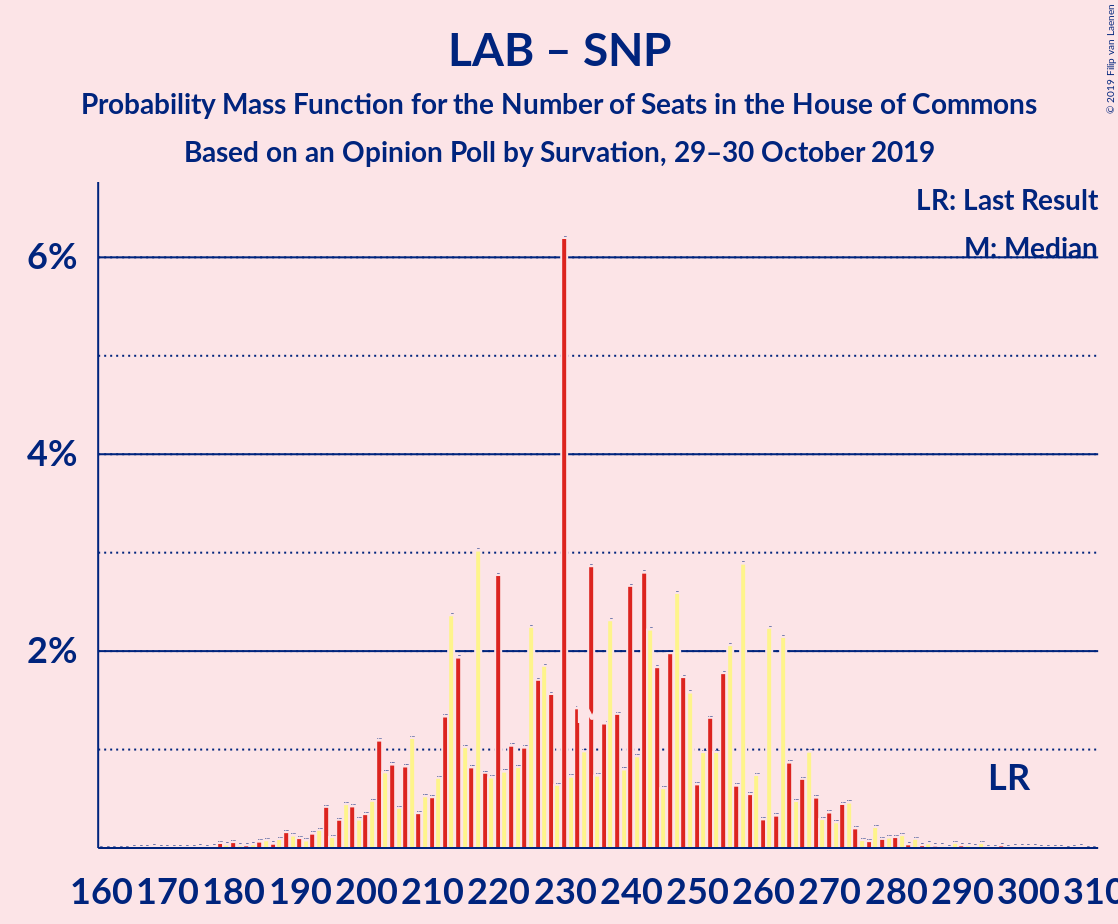 LAB – SNP
Probability Mass Function for the Number of Seats in the House of Commons
Based on an Opinion Poll by Survation, 29–30 October 2019
© 2019 Filip van Laenen
LR: Last Result
M: Median
6%
4%
2%
M
LR
160 170 180 190 200 210 220 230 240 250 260 270 280 290 300 310